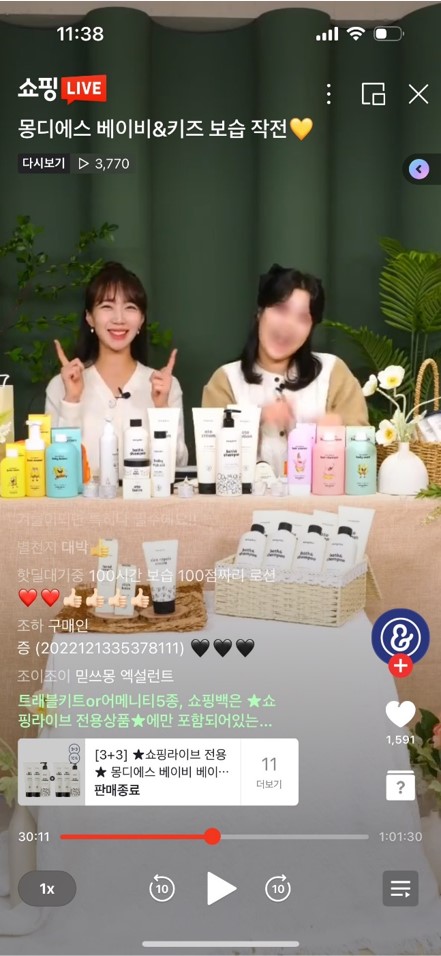 11:38
쇼핑 LIVE
몽디에스 베이비&키즈 보습 작전💛
다시보기 ▷ 3,770
별천지 대박👍
핫딜대기중 100시간 보습 100점짜리 로션
❤️❤️👍🏻👍🏻👍🏻👍🏻
조하 구매인
증 (2022121335378111) 🖤🖤🖤
조이조이 믿쓰몽 엑설런트
트래블키트or어메니티5종, 쇼핑백은 ★쇼
핑라이브 전용상품★에만 포함되어있는...
&
+
1,591
?
[3+3] ★쇼핑라이브 전용
★ 몽디에스 베이비 베이…
판매종료
11
더보기
30:11
1:01:30
1x
10
10